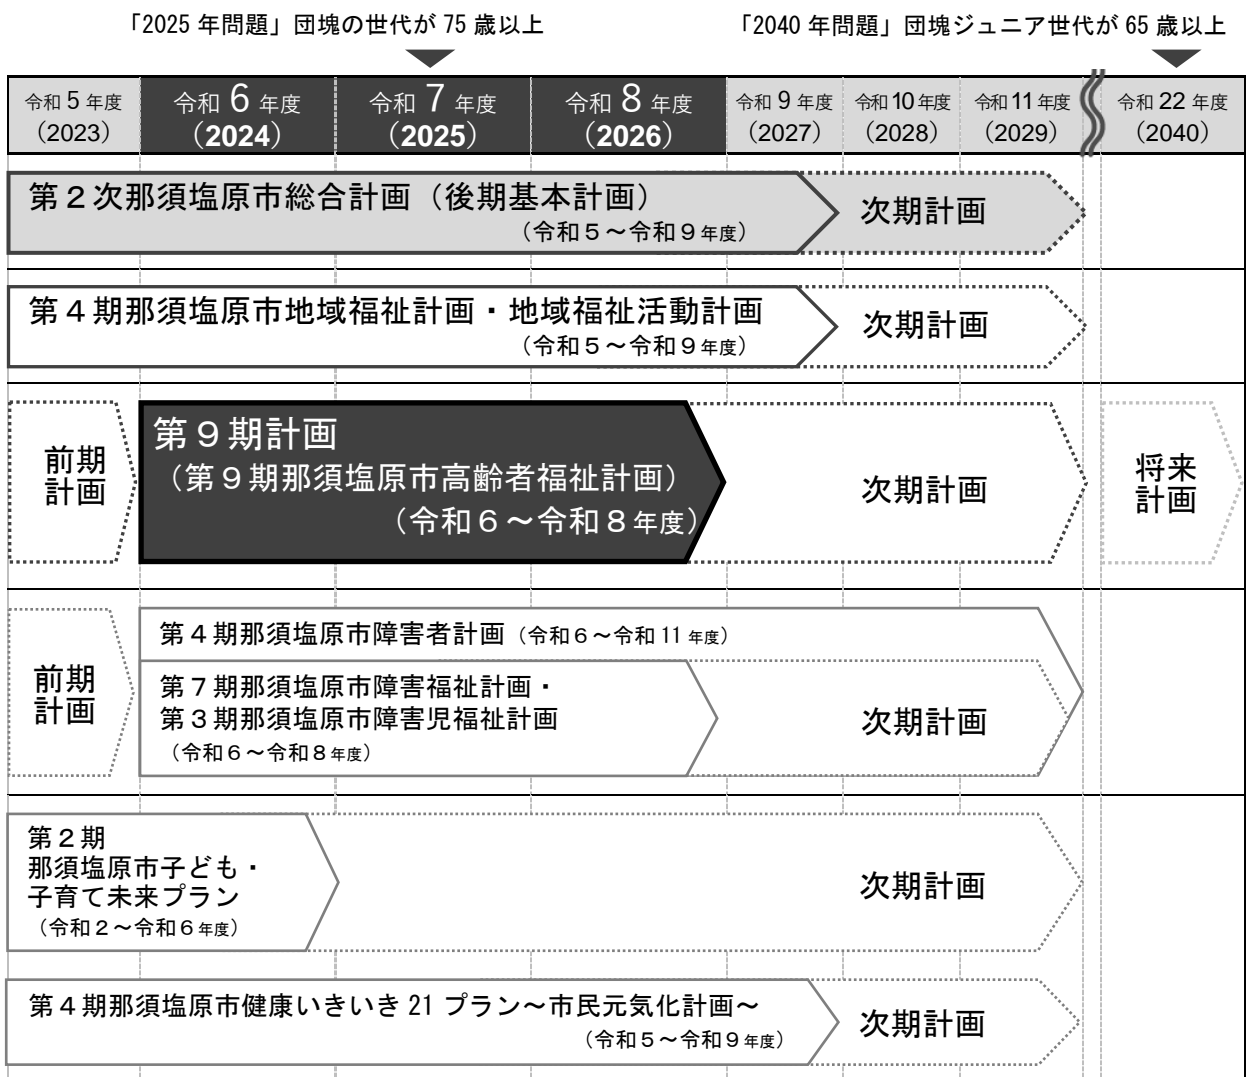 「2025 年問題」団塊の世代が 75 歳以上
「2040 年問題」団塊ジュニア世代が 65 歳以上
令和 5 年度
（2023）
令和 6 年度
（2024）
令和 7 年度
（2025）
令和 8 年度
（2026）
令和 9 年度
（2027）
令和 10 年度
（2028）
令和 11 年度
（2029）
令和 22 年度
（2040）
第２次那須塩原市総合計画（後期基本計画）
（令和５～令和９年度）
次期計画
第４期那須塩原市地域福祉計画・地域福祉活動計画
（令和５～令和９年度）
次期計画
前期
計画
第９期計画
（第９期那須塩原市高齢者福祉計画）
（令和６～令和８年度）
次期計画
将来
計画
前期
計画
第４期那須塩原市障害者計画（令和６～令和 11 年度）
第７期那須塩原市障害福祉計画・
第３期那須塩原市障害児福祉計画
（令和６～令和８年度）
次期計画
第２期
那須塩原市子ども・
子育て未来プラン
（令和２～令和６年度）
次期計画
第４期那須塩原市健康いきいき 21 プラン～市民元気化計画～
（令和５～令和９年度）
次期計画